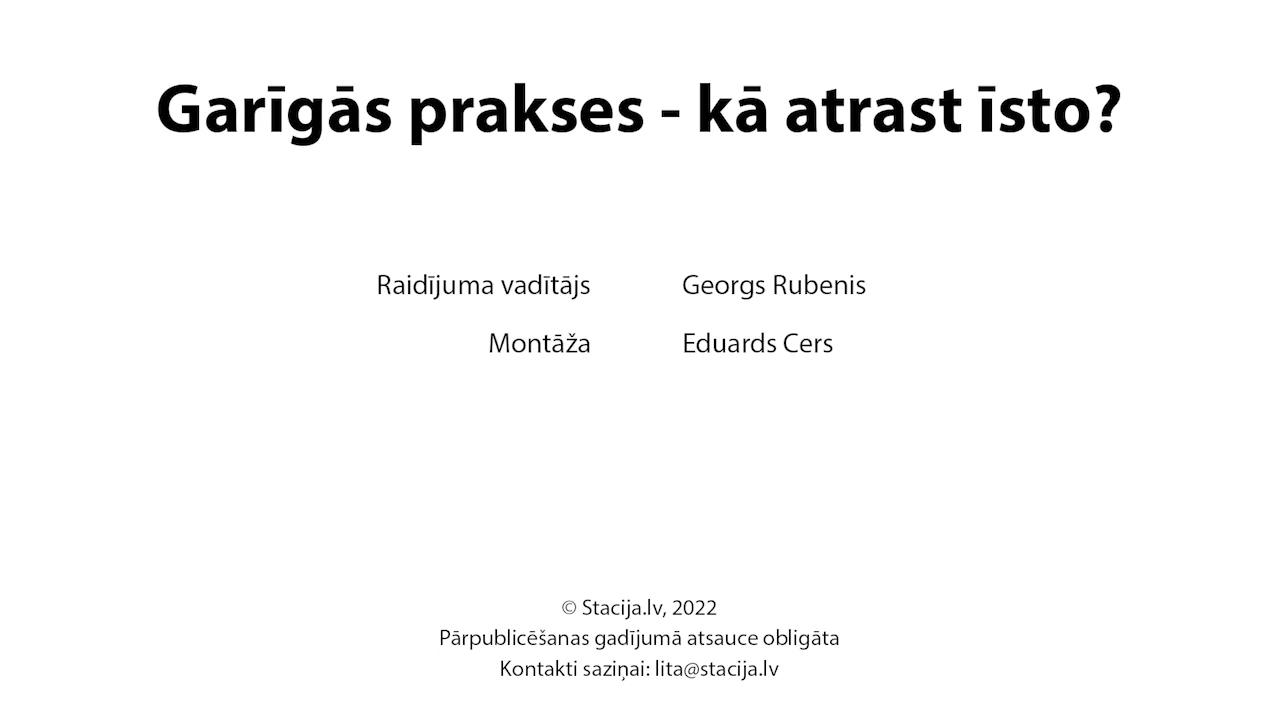 Garīgās prakses - kā atrast īsto?
Raidījuma vadītājs Georgs Rubenis
Montāža Eduards Cers
© Stacija.lv, 2022
Pārpublicēšanas gadījumā atsauce obligāta
Kontakti saziņai: lita@stacija.lv